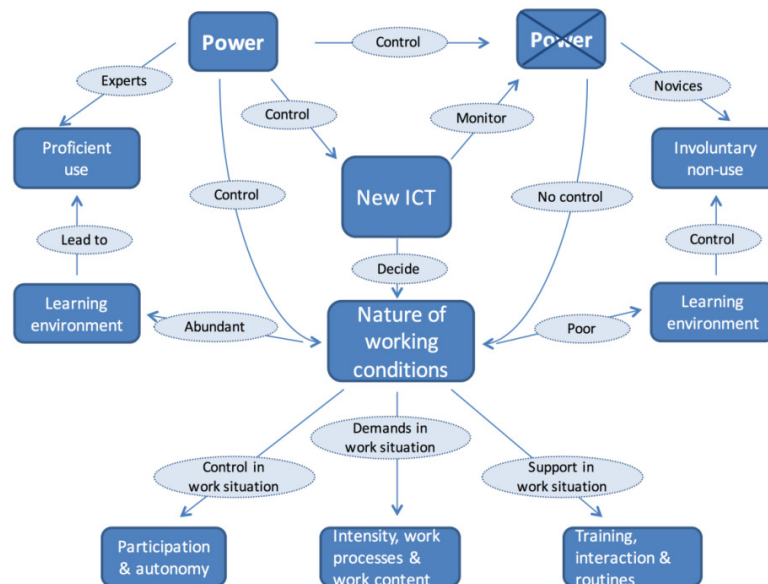 Power
Control
Power
Experts
Control
Monitor
Novices
Proficient
use
New ICT
Involuntary
non-use
Control
No control
Lead to
Decide
Control
Learning
environment
Abundant
Nature of
working
conditions
Poor
Learning
environment
Demands in
work situation
Control in
work situation
Support in
work situation
Participation
& autonomy
Intensity, work
processes &
work content
Training,
interaction &
routines